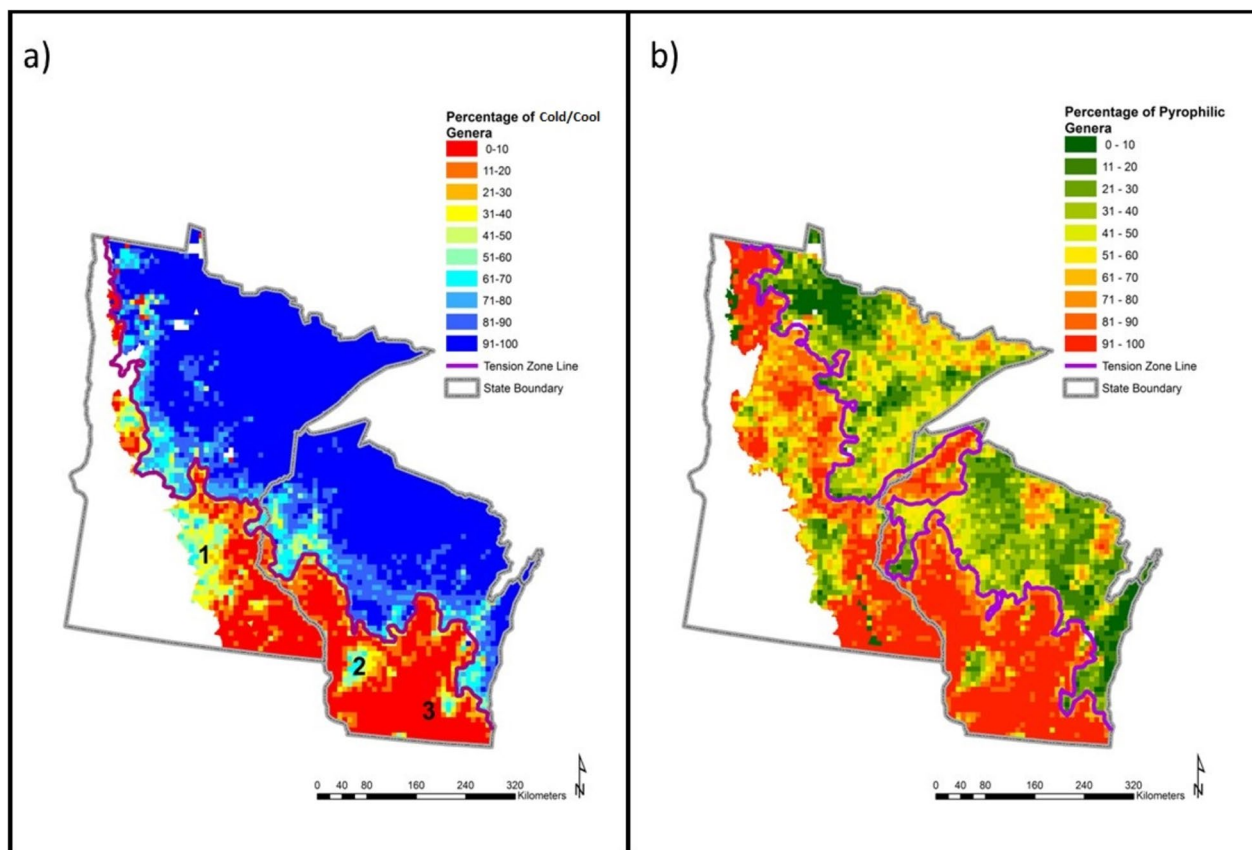 a)
Percentage of Cold/Cool
Genera
0-10
11-20
21-30
31-40
41-50
51-60
61-70
71-80
81-90
91-100
Tension Zone Line
State Boundary
1
2
3
N
0 40 80 160 240 320
Kilometers
b)
Percentage of Pyrophilic
Genera
0 - 10
11 - 20
21 - 30
31 - 40
41 - 50
51 - 60
61 - 70
71 - 80
81 - 90
91 - 100
Tension Zone Line
State Boundary
N
0 40 80 160 240 320
Kilometers